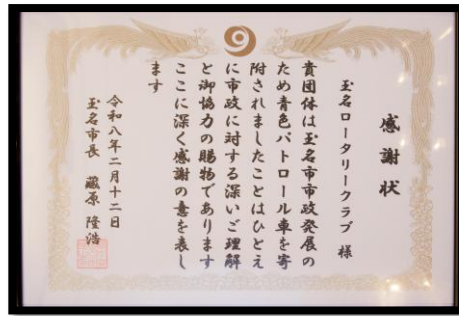 感謝状
玉名ロータリークラブ 様
貴団体は玉名市市政発展の
ため青色パトロール車を寄
附されましたことはひとえ
に市政に対する深いご理解
と御協力の賜物であります
ここに深く感謝の意を表し
ます
令和八年二月十二日
玉名市長 藏原 隆浩